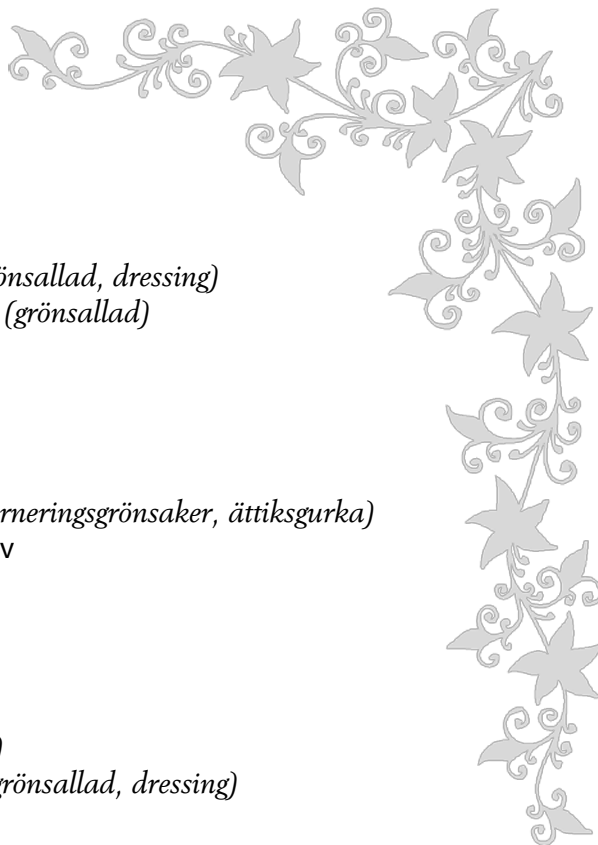 önsallad, dressing)
(grönsallad)
rneringsgrönsaker, ättiksgurka)
v
)
grönsallad, dressing)